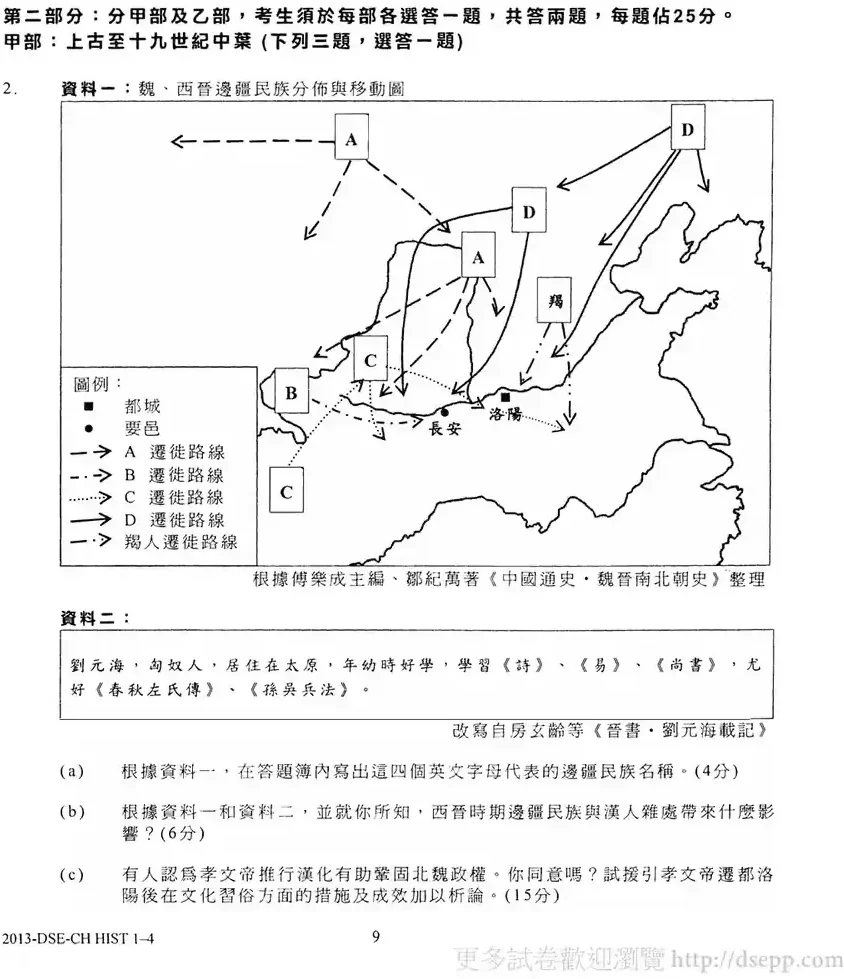 第二部分：分甲部及乙部，考生須於每部各選答一題，共答兩題，每題佔25分。
甲部：上古至十九世紀中葉 (下列三題，選答一題)
2. 資料一：魏、西晉邊疆民族分佈與移動圖
A
D
D
A
羯
C
B
洛陽
長安
C
圖例：
都城
要邑
A 遷徙路線
B 遷徙路線
C 遷徙路線
D 遷徙路線
羯人遷徙路線
根據傅樂成主編、鄒紀萬著《中國通史·魏晉南北朝史》整理
資料二：
劉元海，匈奴人，居住在太原，年幼時好學，學習《詩》、《易》、《尚書》，尤
好《春秋左氏傳》、《孫吳兵法》。
改寫自房玄齡等《晉書·劉元海載記》
(a) 根據資料一，在答題簿內寫出這四個英文字母代表的邊疆民族名稱。(4分)
(b) 根據資料一和資料二，並就你所知，西晉時期邊疆民族與漢人雜處帶來什麼影
響？(6分)
(c) 有人認爲孝文帝推行漢化有助鞏固北魏政權。你同意嗎？試援引孝文帝遷都洛
陽後在文化習俗方面的措施及成效加以析論。(15分)
2013-DSE-CH HIST 1–4
9
更多試卷歡迎瀏覽 http://dsepp.com